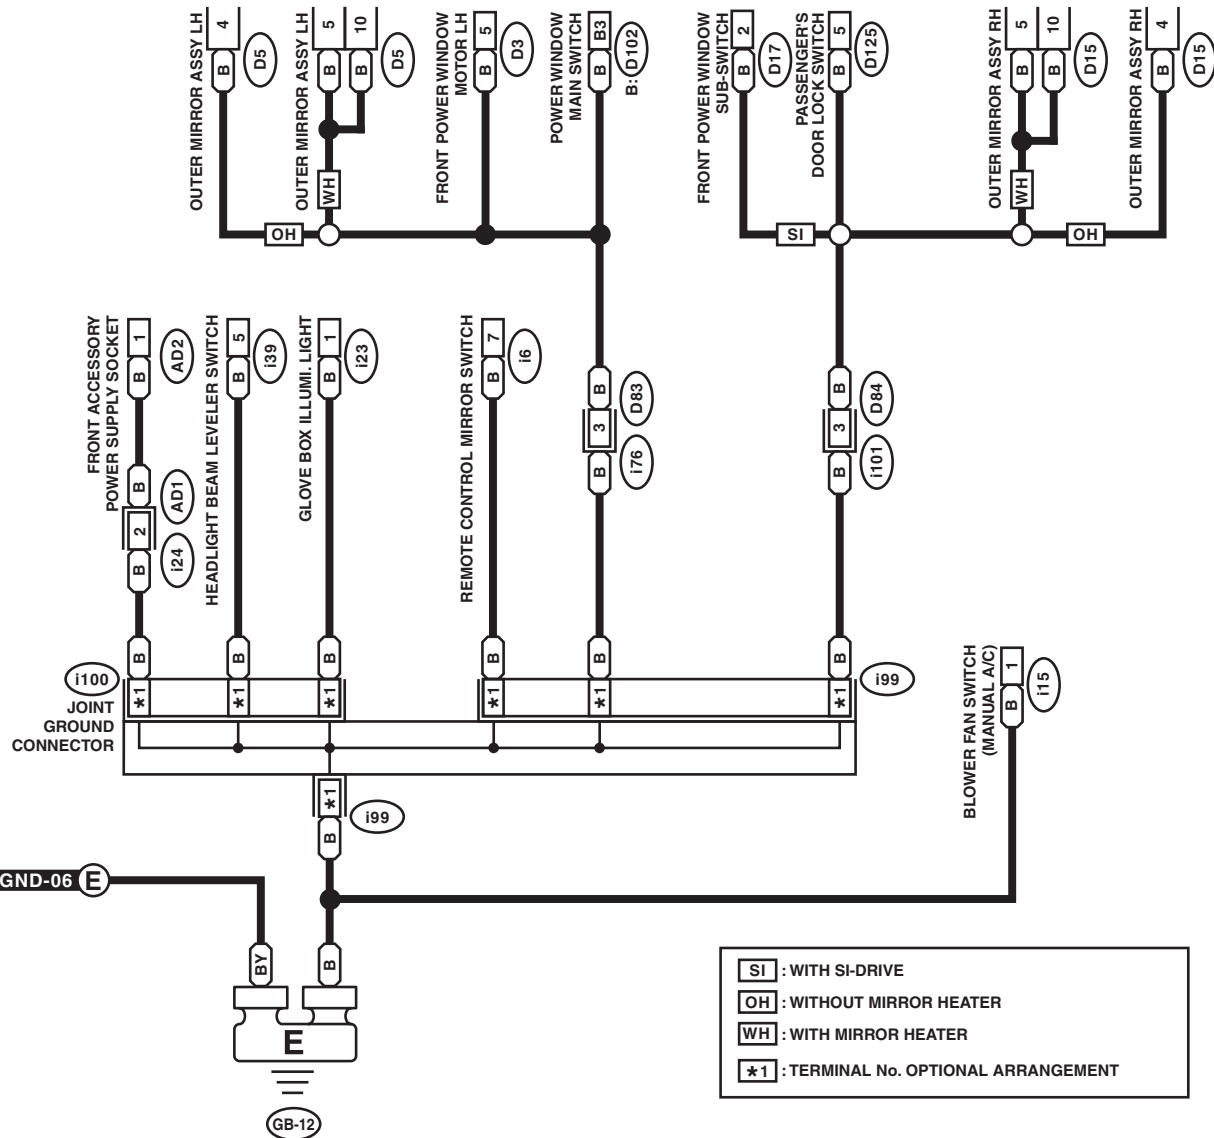 OUTER MIRROR ASSY LH
4
B
D5
OUTER MIRROR ASSY LH
5
10
B
B
D5
WH
OH
FRONT POWER WINDOW
MOTOR LH
5
B
D3
POWER WINDOW
MAIN SWITCH
B3
B
B: D102
FRONT POWER WINDOW
SUB-SWITCH
2
B
D17
SI
PASSENGER'S
DOOR LOCK SWITCH
5
B
D125
OUTER MIRROR ASSY RH
5
10
B
B
D15
WH
OH
OUTER MIRROR ASSY RH
4
B
D15
FRONT ACCESSORY
POWER SUPPLY SOCKET
1
B
AD2
B
AD1
2
B
i24
HEADLIGHT BEAM LEVELER SWITCH
5
B
i39
GLOVE BOX ILLUMI. LIGHT
1
B
i23
REMOTE CONTROL MIRROR SWITCH
7
B
i6
B
D83
3
B
i76
B
D84
3
B
i101
B
B
B
B
B
B
i100
*1
*1
*1
*1
*1
*1
i99
JOINT
GROUND
CONNECTOR
*1
B
i99
BLOWER FAN SWITCH
(MANUAL A/C)
1
B
i15
GND-06
E
BY
B
E
GB-12
SI : WITH SI-DRIVE
OH : WITHOUT MIRROR HEATER
WH : WITH MIRROR HEATER
*1 : TERMINAL No. OPTIONAL ARRANGEMENT